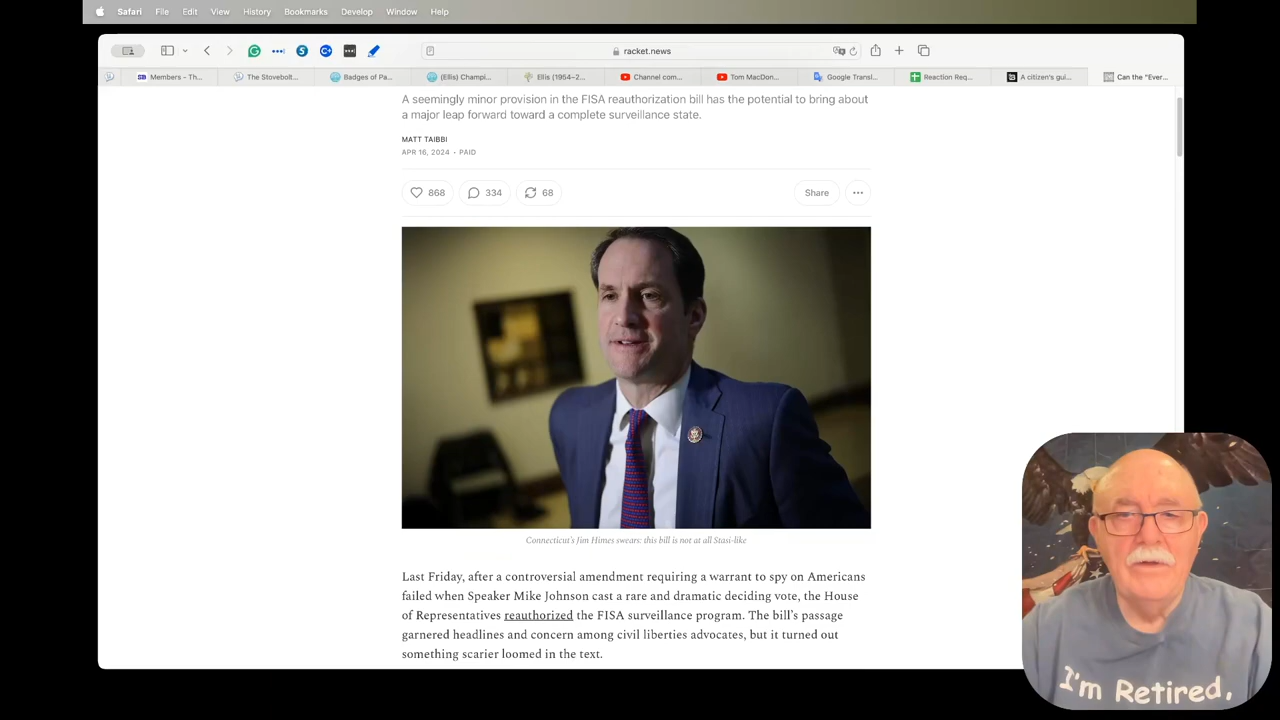 Safari File Edit View History Bookmarks Develop Window Help
racket.news
Members - Th... The Stovebolt... Badges of Pa... (Ellis) Champi... Ellis (1954–2... Channel com... Tom MacDon... Google Transl... Reaction Req... A citizen's gui... Can the "Ever...
A seemingly minor provision in the FISA reauthorization bill has the potential to bring about
a major leap forward toward a complete surveillance state.
MATT TAIBBI
APR 16, 2024 • PAID
868 334 68 Share
Connecticut's Jim Himes swears: this bill is not at all Stasi-like
Last Friday, after a controversial amendment requiring a warrant to spy on Americans
failed when Speaker Mike Johnson cast a rare and dramatic deciding vote, the House
of Representatives reauthorized the FISA surveillance program. The bill's passage
garnered headlines and concern among civil liberties advocates, but it turned out
something scarier loomed in the text.
I'm Retired,